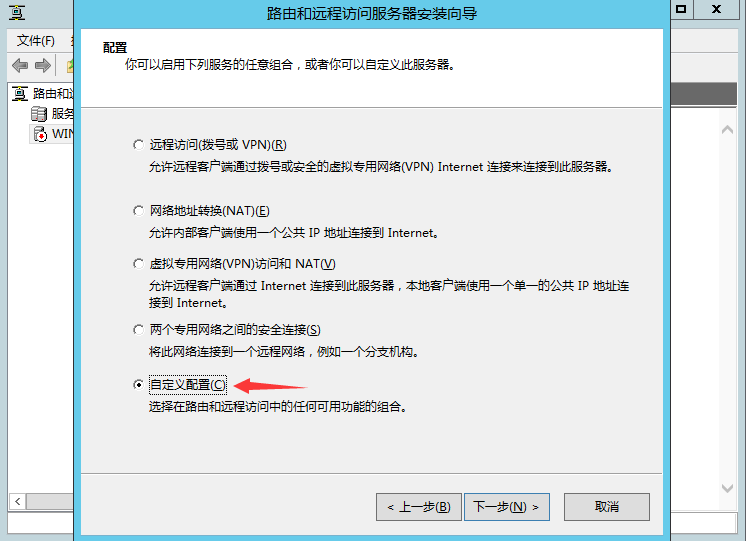 路由和远程访问服务器安装向导
文件(F)
路由和远
服务
WIN
配置
你可以启用下列服务的任意组合，或者你可以自定义此服务器。
远程访问(拨号或 VPN)(R)
允许远程客户端通过拨号或安全的虚拟专用网络(VPN) Internet 连接来连接到此服务器。
网络地址转换(NAT)(E)
允许内部客户端使用一个公共 IP 地址连接到 Internet。
虚拟专用网络(VPN)访问和 NAT(V)
允许远程客户端通过 Internet 连接到此服务器，本地客户端使用一个单一的公共 IP 地址连
接到 Internet。
两个专用网络之间的安全连接(S)
将此网络连接到一个远程网络，例如一个分支机构。
自定义配置(C)
选择在路由和远程访问中的任何可用功能的组合。
< 上一步(B)
下一步(N) >
取消